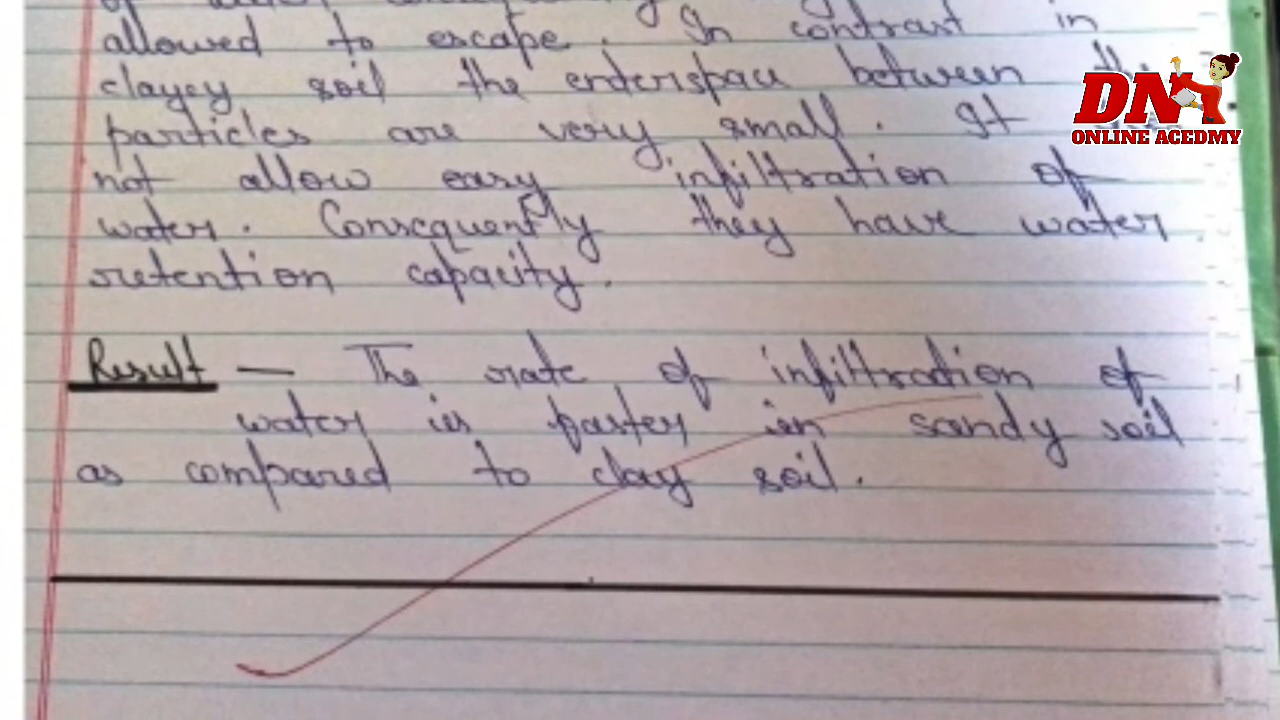 allowed to escape. In contrast in
clayey soil the enterspace between
particles are very small. It
not allow easy infiltration of
water. Consequently they have water
retention capacity.
Result — The rate of infiltration of
water is faster in sandy soil
as compared to clay soil.
DN
ONLINE ACEDMY